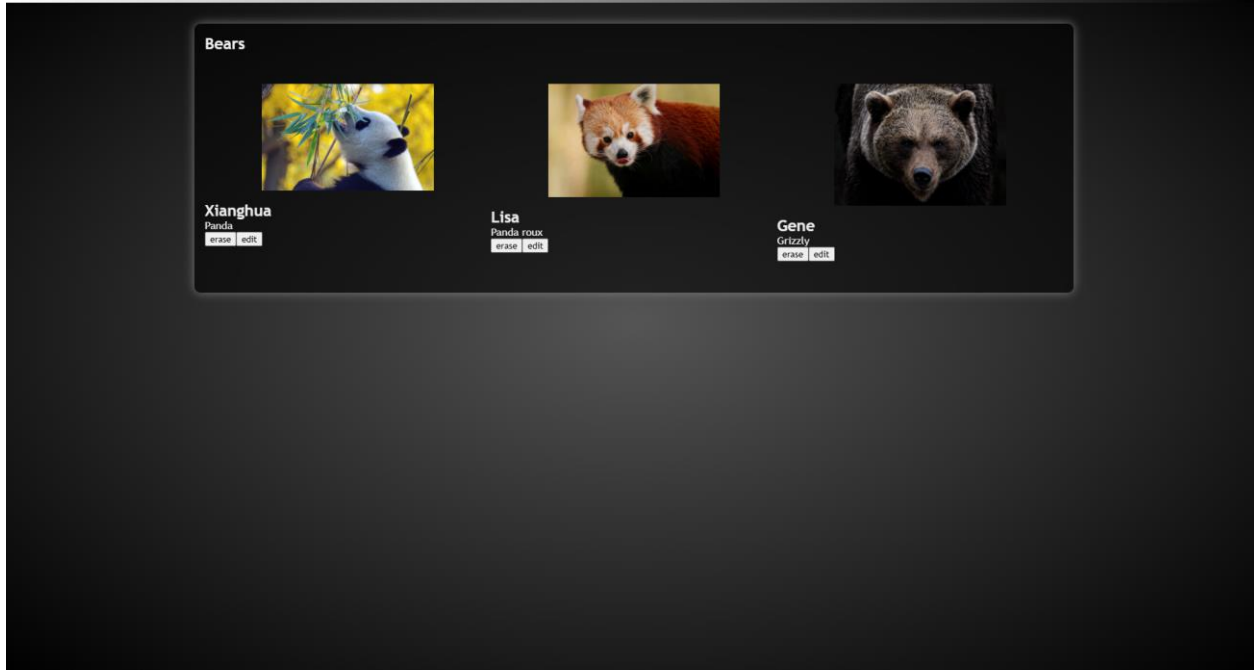 Bears
Xianghua
Panda
erase edit
Lisa
Panda roux
erase edit
Gene
Grizzly
erase edit